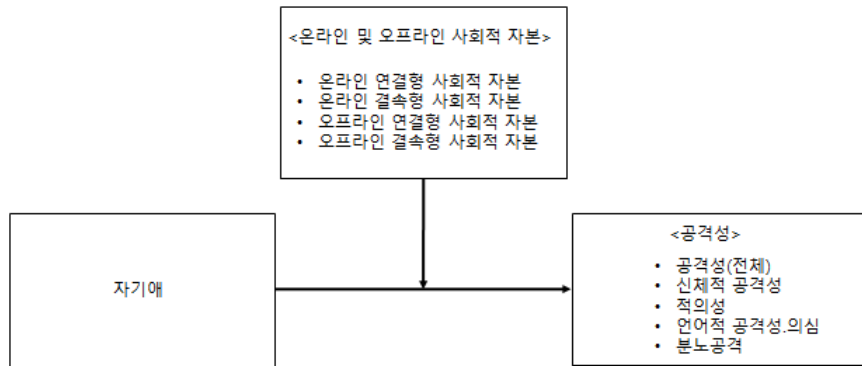 <온라인 및 오프라인 사회적 자본>
• 온라인 연결형 사회적 자본
• 온라인 결속형 사회적 자본
• 오프라인 연결형 사회적 자본
• 오프라인 결속형 사회적 자본
자기애
<공격성>
• 공격성(전체)
• 신체적 공격성
• 적의성
• 언어적 공격성.의심
• 분노공격